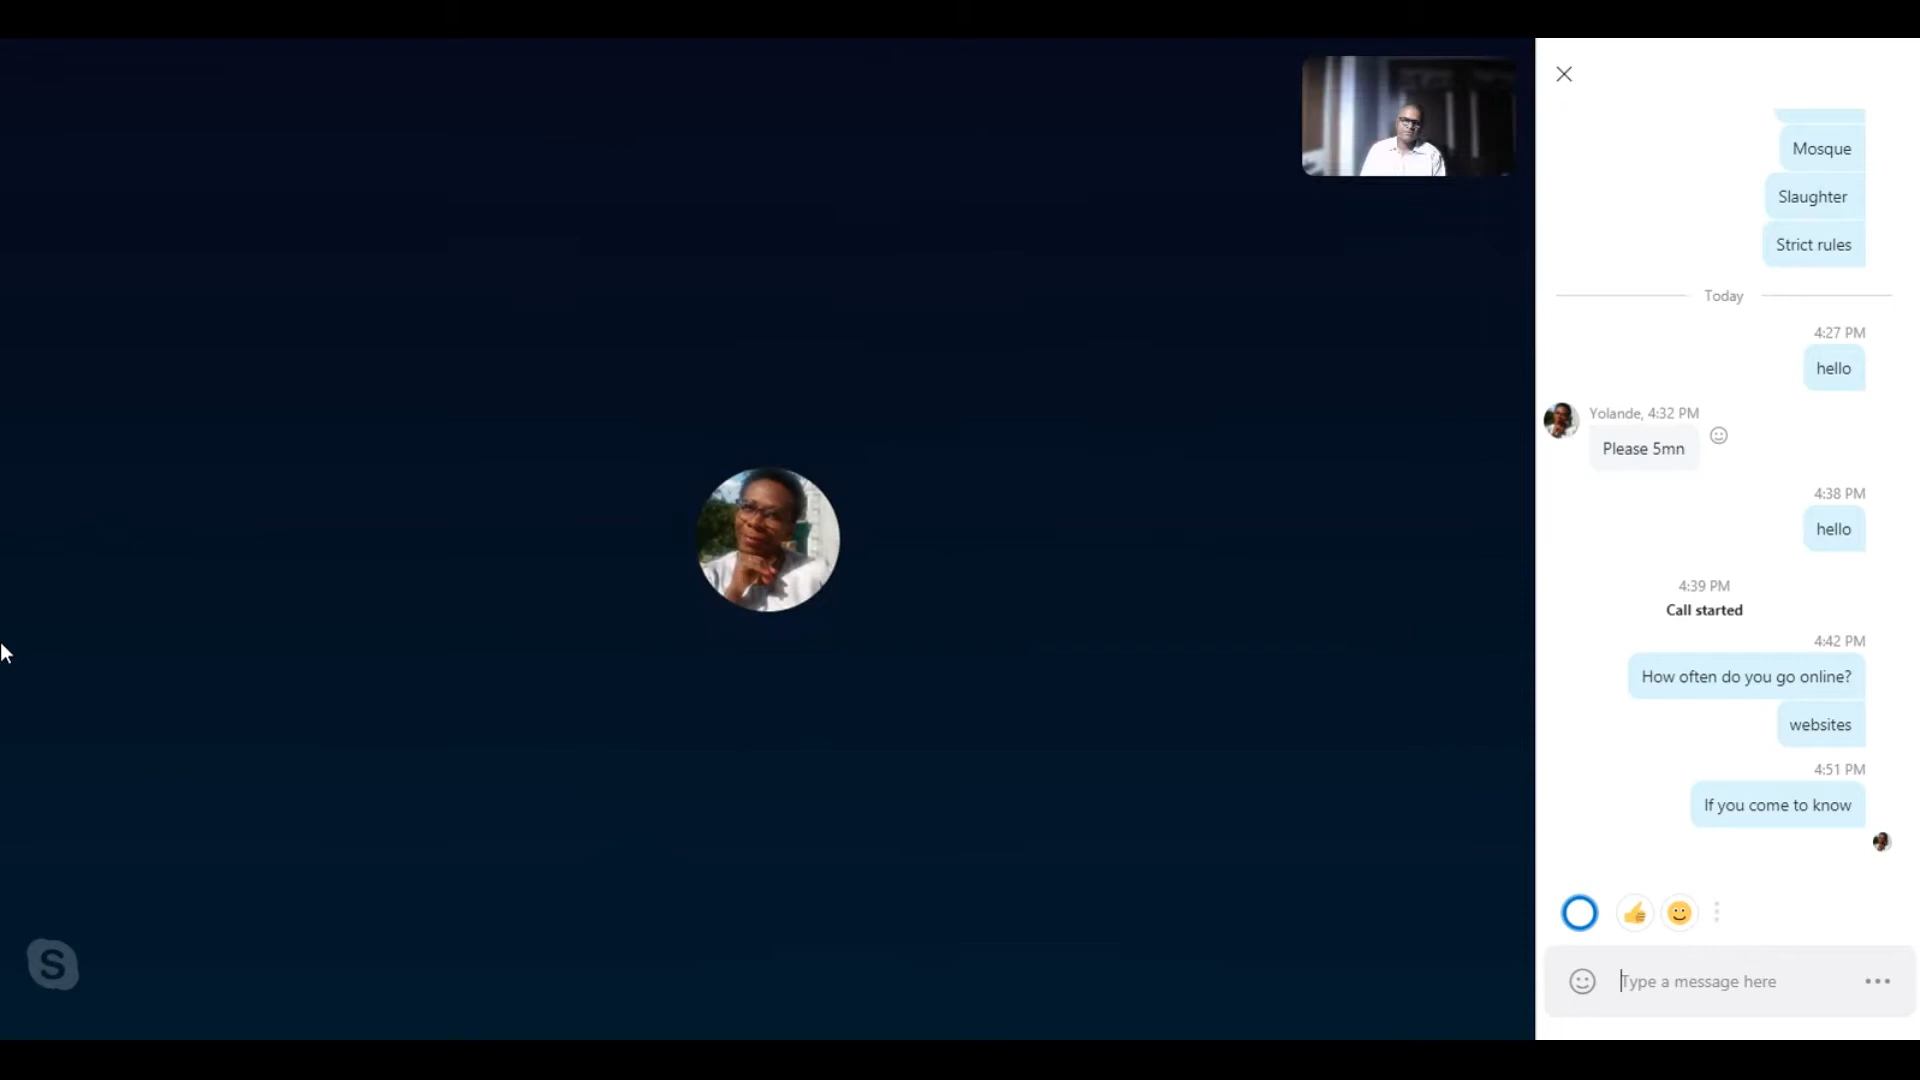 Mosque
Slaughter
Strict rules
Today
4:27 PM
hello
Yolande, 4:32 PM
Please 5mn
4:38 PM
hello
4:39 PM
Call started
4:42 PM
How often do you go online?
websites
4:51 PM
If you come to know
Type a message here
S